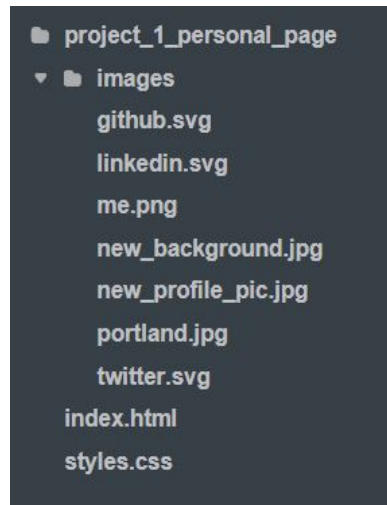 project_1_personal_page
images
github.svg
linkedin.svg
me.png
new_background.jpg
new_profile_pic.jpg
portland.jpg
twitter.svg
index.html
styles.css